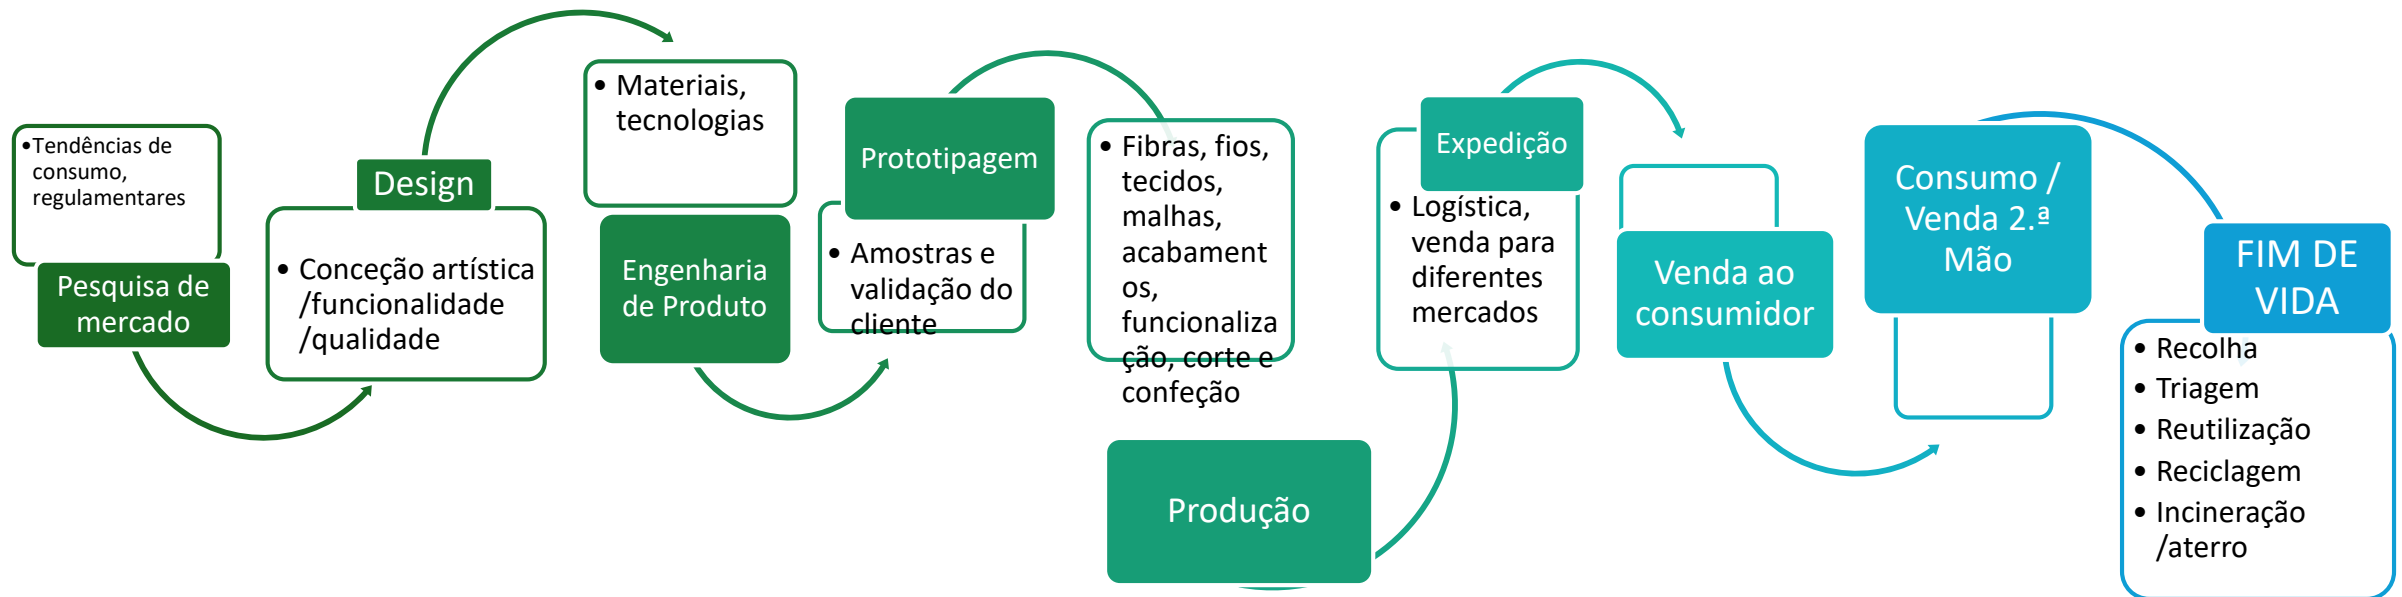 •Tendências de
consumo,
regulamentares
Pesquisa de
mercado
Design
• Conceção artística
/funcionalidade
/qualidade
• Materiais,
tecnologias
Engenharia
de Produto
Prototipagem
• Amostras e
validação do
cliente
• Fibras, fios,
tecidos,
malhas,
acabament
os,
funcionaliza
ção, corte e
confeção
Produção
Expedição
• Logística,
venda para
diferentes
mercados
Venda ao
consumidor
Consumo /
Venda 2.ª
Mão
FIM DE
VIDA
• Recolha
• Triagem
• Reutilização
• Reciclagem
• Incineração
/aterro